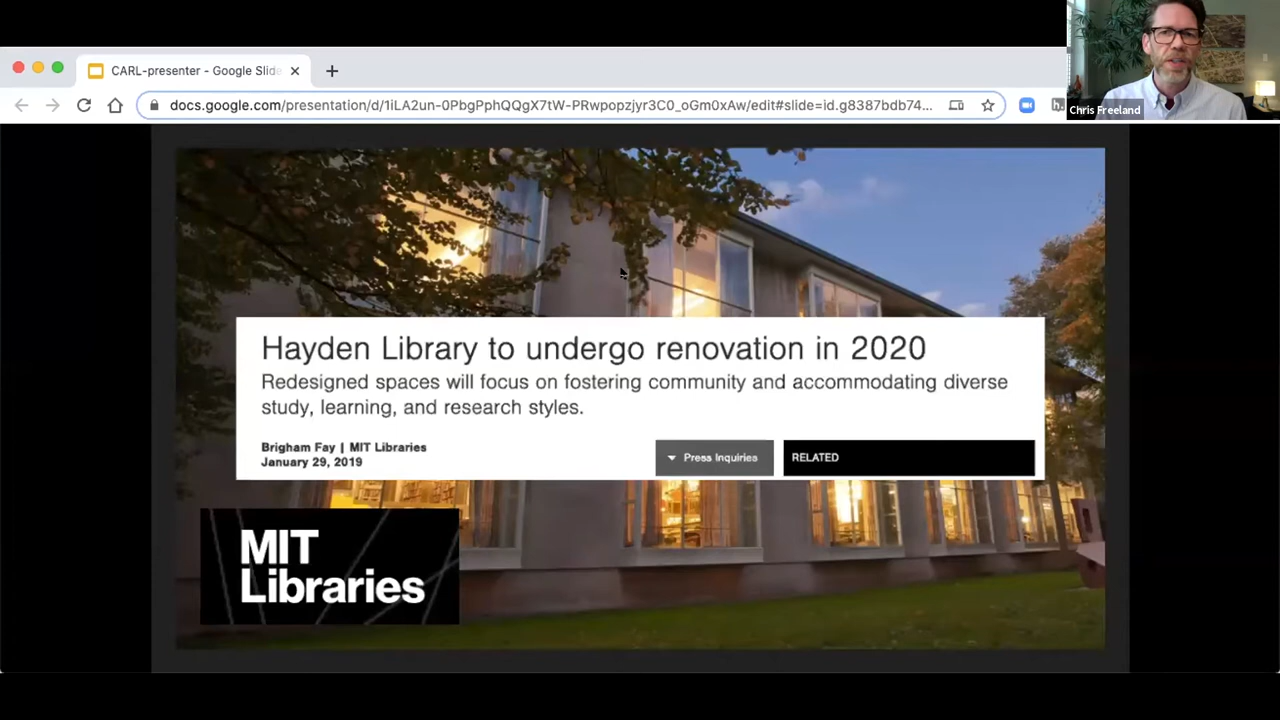 CARL-presenter - Google Slide
docs.google.com/presentation/d/1iLA2un-0PbgPphQQgX7tW-PRwpopzjyr3C0_oGm0xAw/edit#slide=id.g8387bdb74...
h.
Chris Freeland
Hayden Library to undergo renovation in 2020
Redesigned spaces will focus on fostering community and accommodating diverse
study, learning, and research styles.
Brigham Fay | MIT Libraries
January 29, 2019
Press Inquiries
RELATED
MIT
Libraries